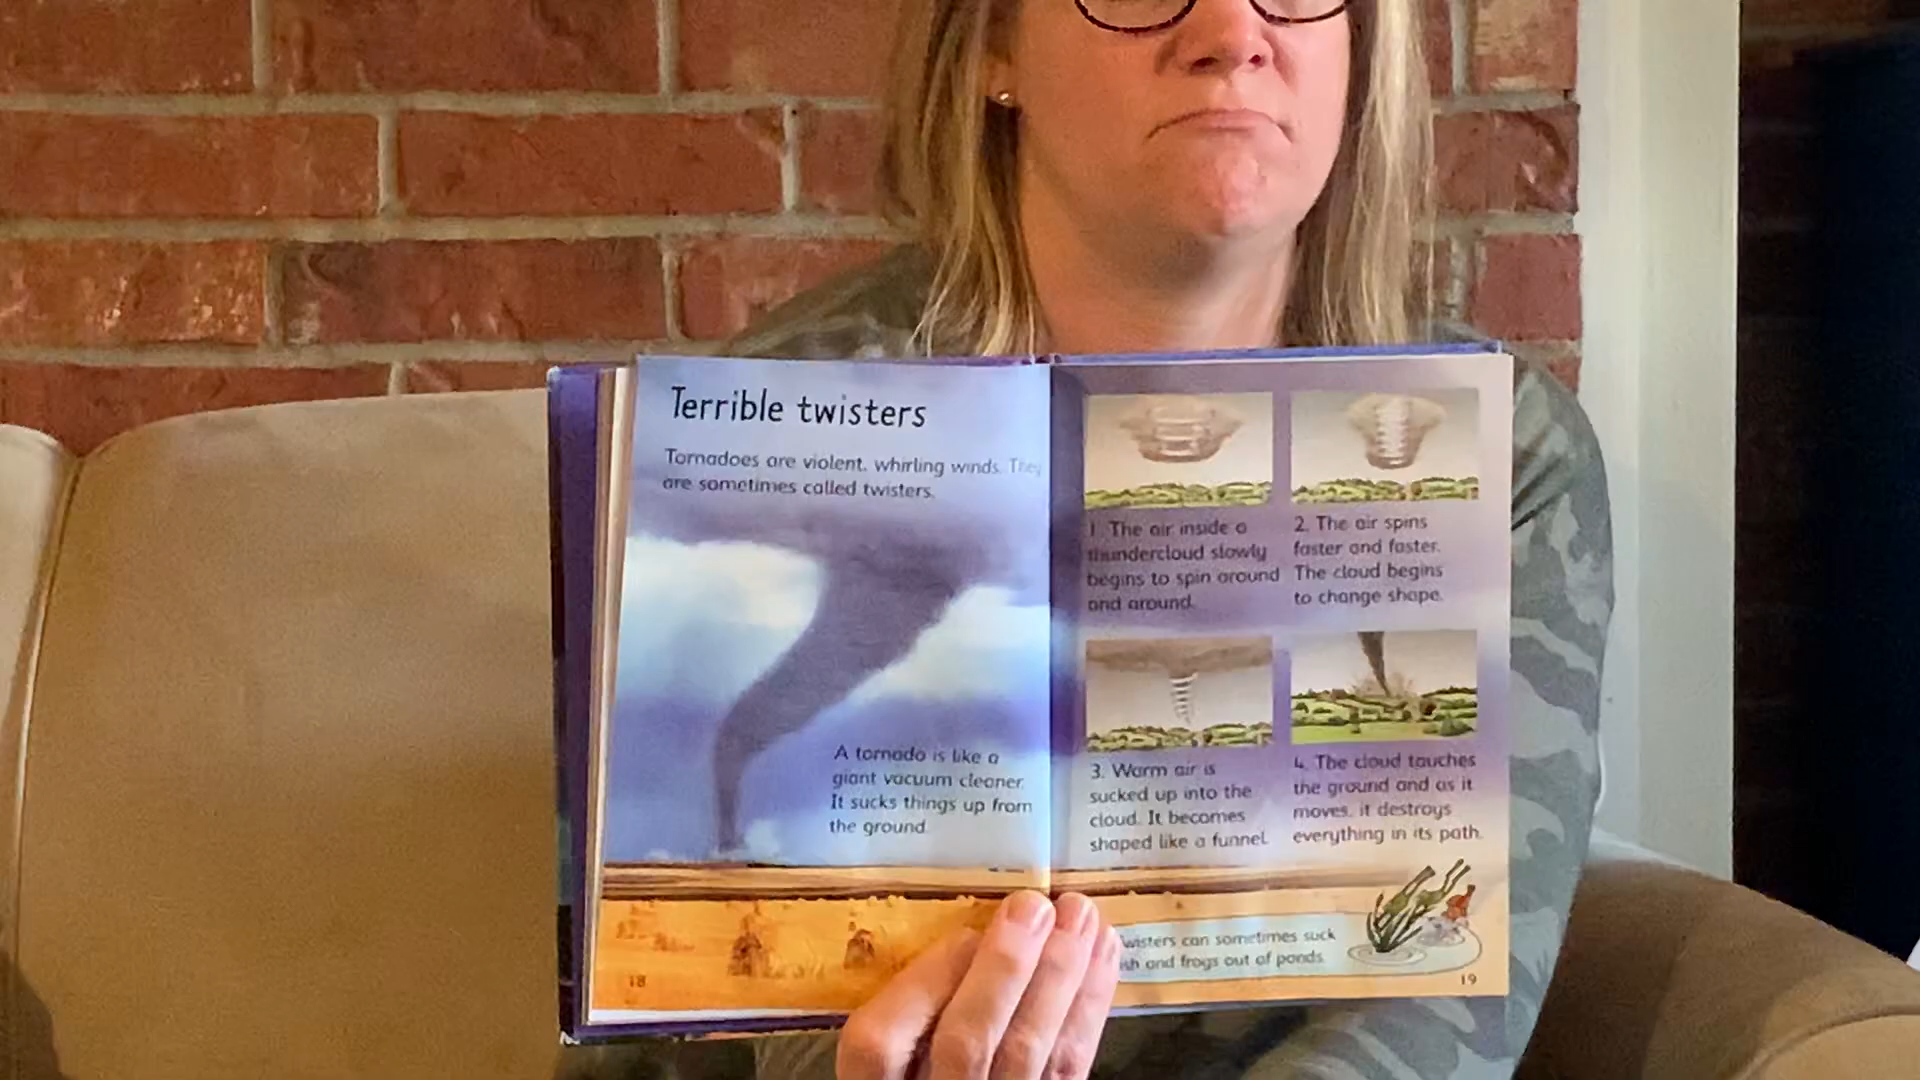 Terrible twisters
Tornadoes are violent, whirling winds. They
are sometimes called twisters.
A tornado is like a
giant vacuum cleaner.
It sucks things up from
the ground.
18
1. The air inside a
thundercloud slowly
begins to spin around
and around.
2. The air spins
faster and faster.
The cloud begins
to change shape.
3. Warm air is
sucked up into the
cloud. It becomes
shaped like a funnel.
4. The cloud touches
the ground and as it
moves, it destroys
everything in its path.
Twisters can sometimes suck
and frogs out of ponds.
19